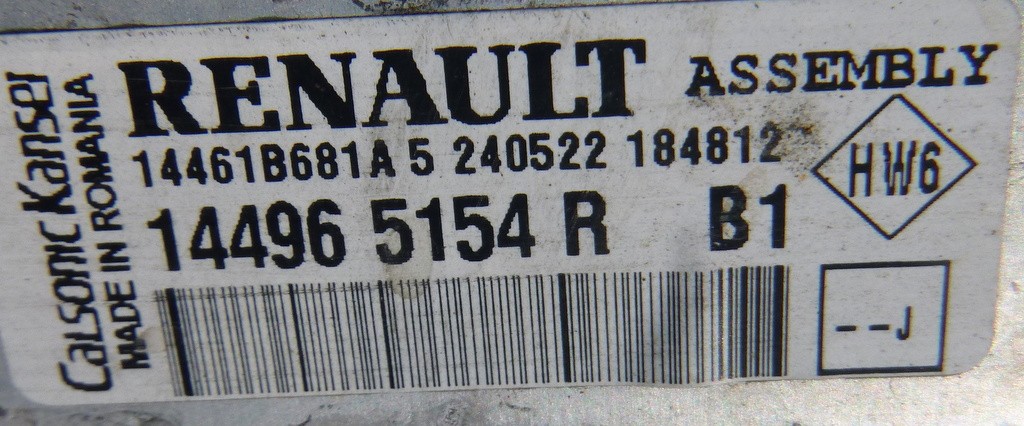 RENAULT ASSEMBLY
14461B681A 5 240522 184812
14496 5154 R B1
HW6
--J
CaLSONiC KanSEI
MADE IN ROMANIA